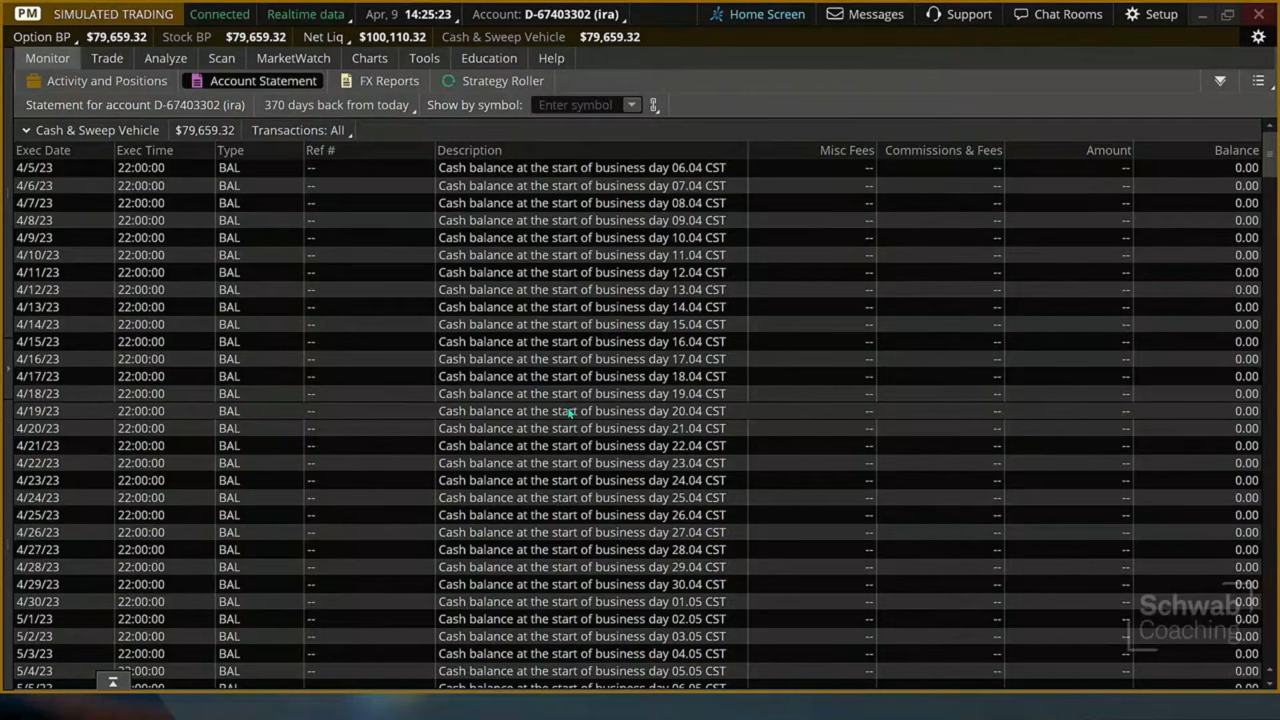 PM SIMULATED TRADING Connected Realtime data Apr, 9 14:25:23 Account: D-67403302 (ira) Home Screen Messages Support Chat Rooms Setup
Option BP $79,659.32 Stock BP $79,659.32 Net Liq $100,110.32 Cash & Sweep Vehicle $79,659.32
Monitor Trade Analyze Scan MarketWatch Charts Tools Education Help
Activity and Positions Account Statement FX Reports Strategy Roller
Statement for account D-67403302 (ira) 370 days back from today Show by symbol: Enter symbol
Cash & Sweep Vehicle $79,659.32 Transactions: All
Exec Date Exec Time Type Ref # Description Misc Fees Commissions & Fees Amount Balance
4/5/23 22:00:00 BAL -- Cash balance at the start of business day 06.04 CST -- -- -- 0.00
4/6/23 22:00:00 BAL -- Cash balance at the start of business day 07.04 CST -- -- -- 0.00
4/7/23 22:00:00 BAL -- Cash balance at the start of business day 08.04 CST -- -- -- 0.00
4/8/23 22:00:00 BAL -- Cash balance at the start of business day 09.04 CST -- -- -- 0.00
4/9/23 22:00:00 BAL -- Cash balance at the start of business day 10.04 CST -- -- -- 0.00
4/10/23 22:00:00 BAL -- Cash balance at the start of business day 11.04 CST -- -- -- 0.00
4/11/23 22:00:00 BAL -- Cash balance at the start of business day 12.04 CST -- -- -- 0.00
4/12/23 22:00:00 BAL -- Cash balance at the start of business day 13.04 CST -- -- -- 0.00
4/13/23 22:00:00 BAL -- Cash balance at the start of business day 14.04 CST -- -- -- 0.00
4/14/23 22:00:00 BAL -- Cash balance at the start of business day 15.04 CST -- -- -- 0.00
4/15/23 22:00:00 BAL -- Cash balance at the start of business day 16.04 CST -- -- -- 0.00
4/16/23 22:00:00 BAL -- Cash balance at the start of business day 17.04 CST -- -- -- 0.00
4/17/23 22:00:00 BAL -- Cash balance at the start of business day 18.04 CST -- -- -- 0.00
4/18/23 22:00:00 BAL -- Cash balance at the start of business day 19.04 CST -- -- -- 0.00
4/19/23 22:00:00 BAL -- Cash balance at the start of business day 20.04 CST -- -- -- 0.00
4/20/23 22:00:00 BAL -- Cash balance at the start of business day 21.04 CST -- -- -- 0.00
4/21/23 22:00:00 BAL -- Cash balance at the start of business day 22.04 CST -- -- -- 0.00
4/22/23 22:00:00 BAL -- Cash balance at the start of business day 23.04 CST -- -- -- 0.00
4/23/23 22:00:00 BAL -- Cash balance at the start of business day 24.04 CST -- -- -- 0.00
4/24/23 22:00:00 BAL -- Cash balance at the start of business day 25.04 CST -- -- -- 0.00
4/25/23 22:00:00 BAL -- Cash balance at the start of business day 26.04 CST -- -- -- 0.00
4/26/23 22:00:00 BAL -- Cash balance at the start of business day 27.04 CST -- -- -- 0.00
4/27/23 22:00:00 BAL -- Cash balance at the start of business day 28.04 CST -- -- -- 0.00
4/28/23 22:00:00 BAL -- Cash balance at the start of business day 29.04 CST -- -- -- 0.00
4/29/23 22:00:00 BAL -- Cash balance at the start of business day 30.04 CST -- -- -- 0.00
4/30/23 22:00:00 BAL -- Cash balance at the start of business day 01.05 CST -- -- -- 0.00
5/1/23 22:00:00 BAL -- Cash balance at the start of business day 02.05 CST -- -- -- 0.00
5/2/23 22:00:00 BAL -- Cash balance at the start of business day 03.05 CST -- -- -- 0.00
5/3/23 22:00:00 BAL -- Cash balance at the start of business day 04.05 CST -- -- -- 0.00
5/4/23 BAL -- Cash balance at the start of business day 05.05 CST -- -- -- 0.00
Schwab
Coaching